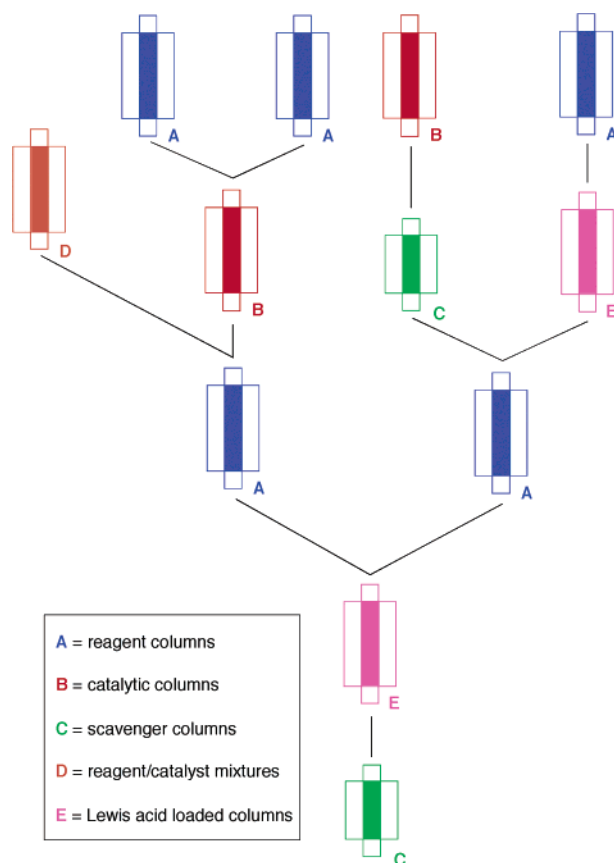 A
A
B
A
D
B
C
E
A
A
E
C
A = reagent columns
B = catalytic columns
C = scavenger columns
D = reagent/catalyst mixtures
E = Lewis acid loaded columns